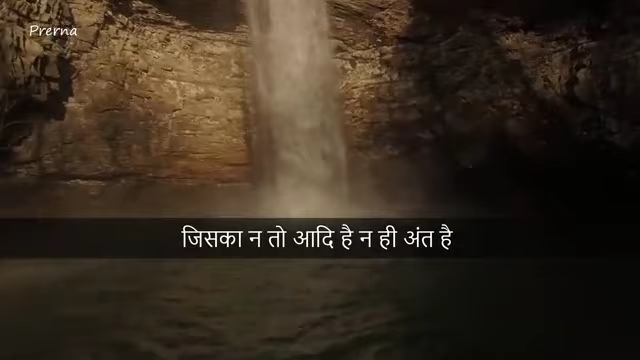 Prerna
जिसका न तो आदि है न ही अंत है